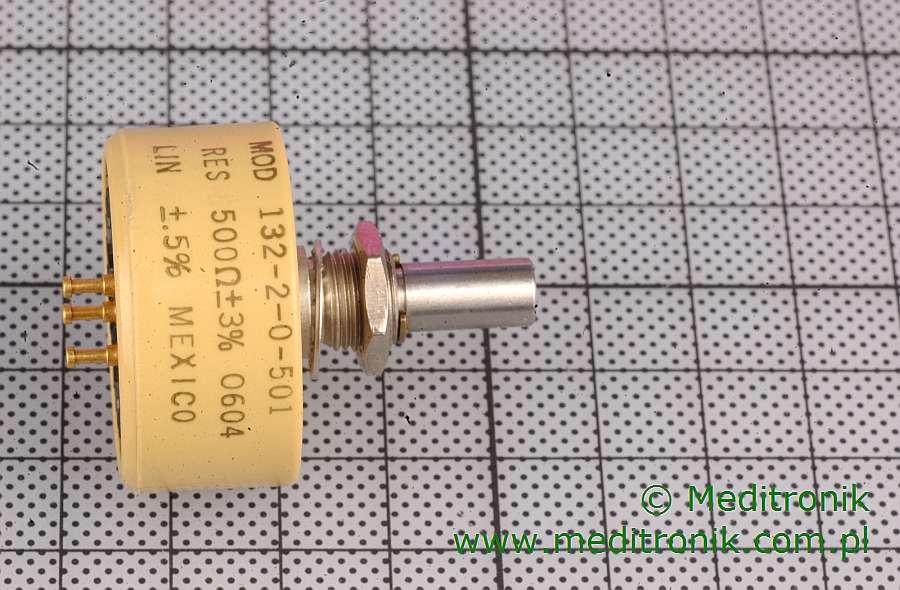 MOD 132-2-0-501
RES 500Ω±3% 0604
LIN ±.5% MEXICO
© Meditronik
www.meditronik.com.pl